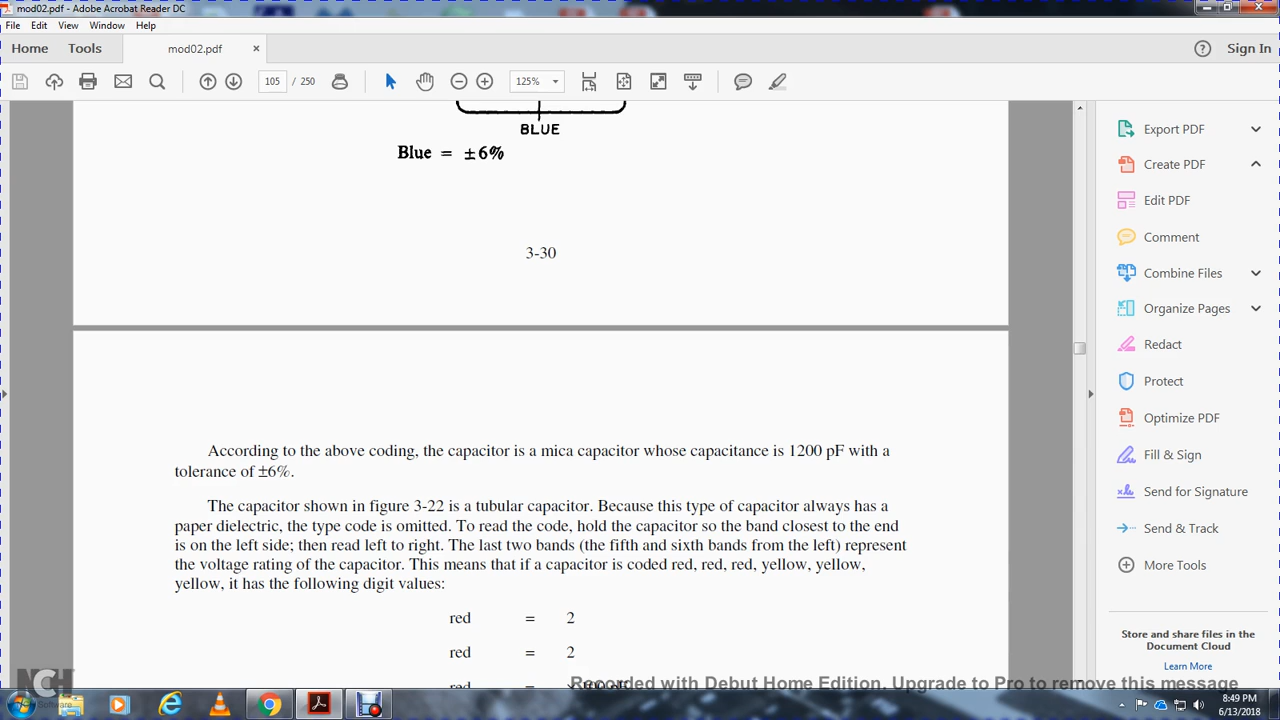 mod02.pdf - Adobe Acrobat Reader DC
File Edit View Window Help
Home Tools mod02.pdf × ? Sign In
105 / 250 125%
BLUE
Blue = ±6%
3-30
According to the above coding, the capacitor is a mica capacitor whose capacitance is 1200 pF with a
tolerance of ±6%.
The capacitor shown in figure 3-22 is a tubular capacitor. Because this type of capacitor always has a
paper dielectric, the type code is omitted. To read the code, hold the capacitor so the band closest to the end
is on the left side; then read left to right. The last two bands (the fifth and sixth bands from the left) represent
the voltage rating of the capacitor. This means that if a capacitor is coded red, red, red, yellow, yellow,
yellow, it has the following digit values:
red = 2
red = 2
red =
Export PDF
Create PDF
Edit PDF
Comment
Combine Files
Organize Pages
Redact
Protect
Optimize PDF
Fill & Sign
Send for Signature
Send & Track
More Tools
Store and share files in the
Document Cloud
Learn More
NCH
Software
Recorded with Debut Home Edition. Upgrade to Pro to remove this message
8:49 PM
6/13/2018